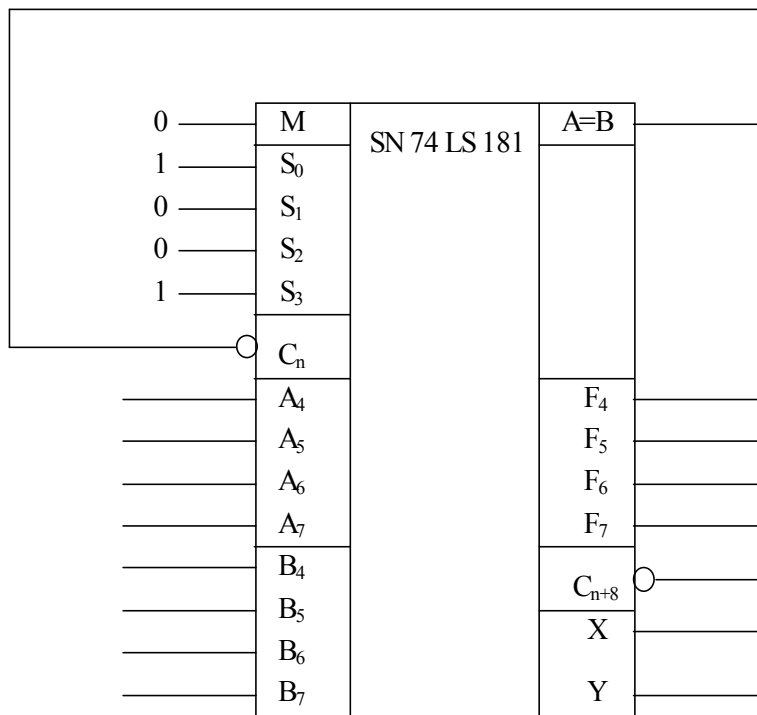 0 M SN 74 LS 181 A=B
1 S₀
0 S₁
0 S₂
1 S₃
Cₙ
A₄ F₄
A₅ F₅
A₆ F₆
A₇ F₇
B₄ Cₙ₊₈
B₅ X
B₆
B₇ Y